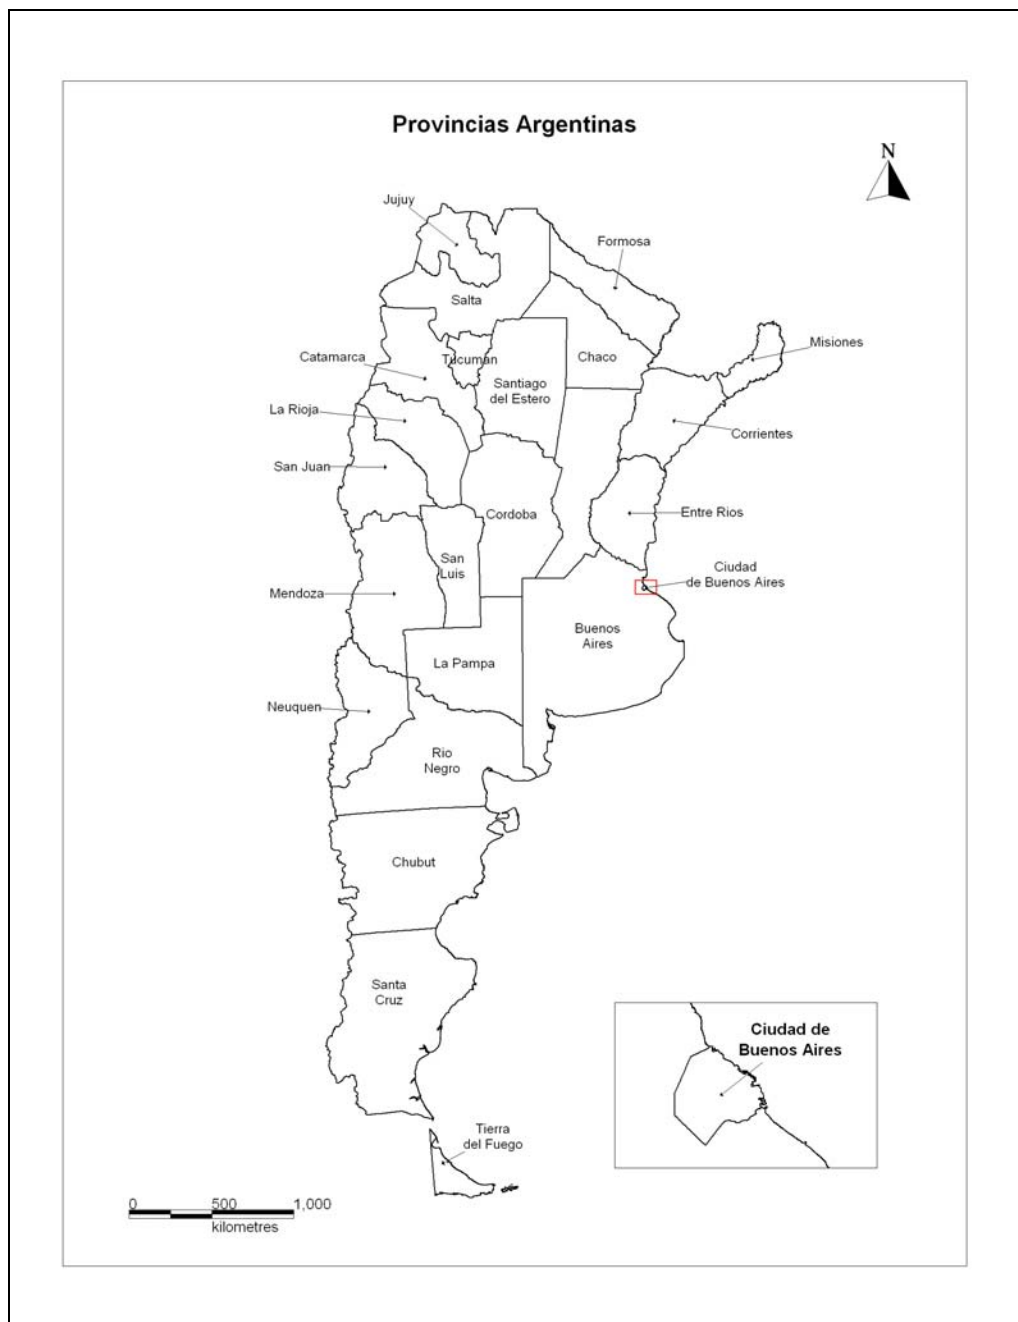 Provincias Argentinas
N
Jujuy
Formosa
Salta
Misiones
Catamarca
Tucuman
Chaco
Santiago
del Estero
La Rioja
Corrientes
San Juan
Cordoba
Entre Rios
San
Luis
Ciudad
de Buenos Aires
Mendoza
Buenos
Aires
La Pampa
Neuquen
Rio
Negro
Chubut
Santa
Cruz
Ciudad de
Buenos Aires
Tierra
del Fuego
0 500 1,000
kilometres